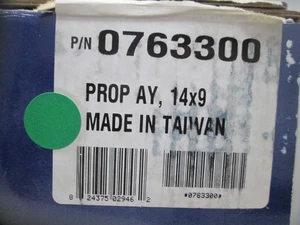 P/N 0763300
PROP AY, 14x9
MADE IN TAIWAN
8 24375 02946 2
*0763300*